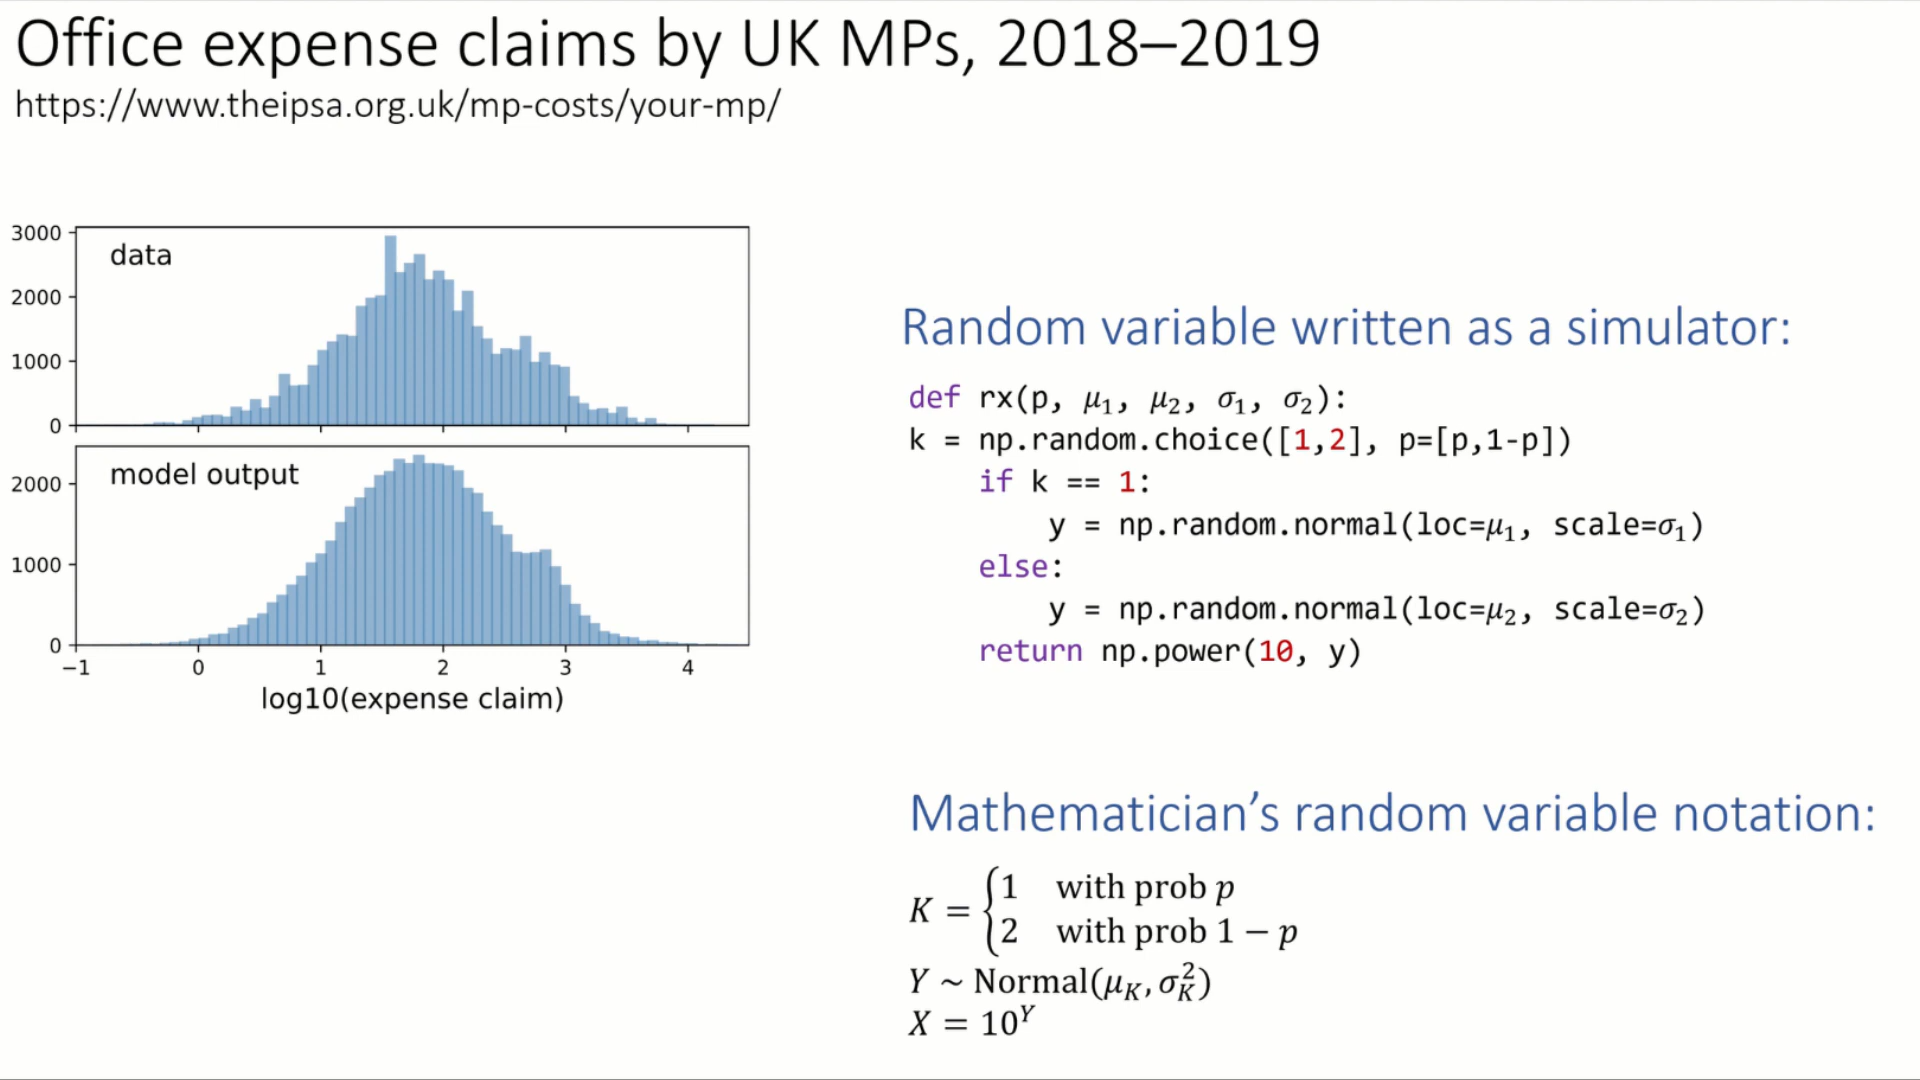 Office expense claims by UK MPs, 2018–2019
https://www.theipsa.org.uk/mp-costs/your-mp/
3000
data
2000
1000
0
model output
2000
1000
0
−1 0 1 2 3 4
log10(expense claim)
Random variable written as a simulator:
def rx(p, μ₁, μ₂, σ₁, σ₂):
k = np.random.choice([1,2], p=[p,1-p])
if k == 1:
y = np.random.normal(loc=μ₁, scale=σ₁)
else:
y = np.random.normal(loc=μ₂, scale=σ₂)
return np.power(10, y)
Mathematician’s random variable notation:
K = {1 with prob p
2 with prob 1 − p
Y ~ Normal(μ_K, σ_K²)
X = 10^Y